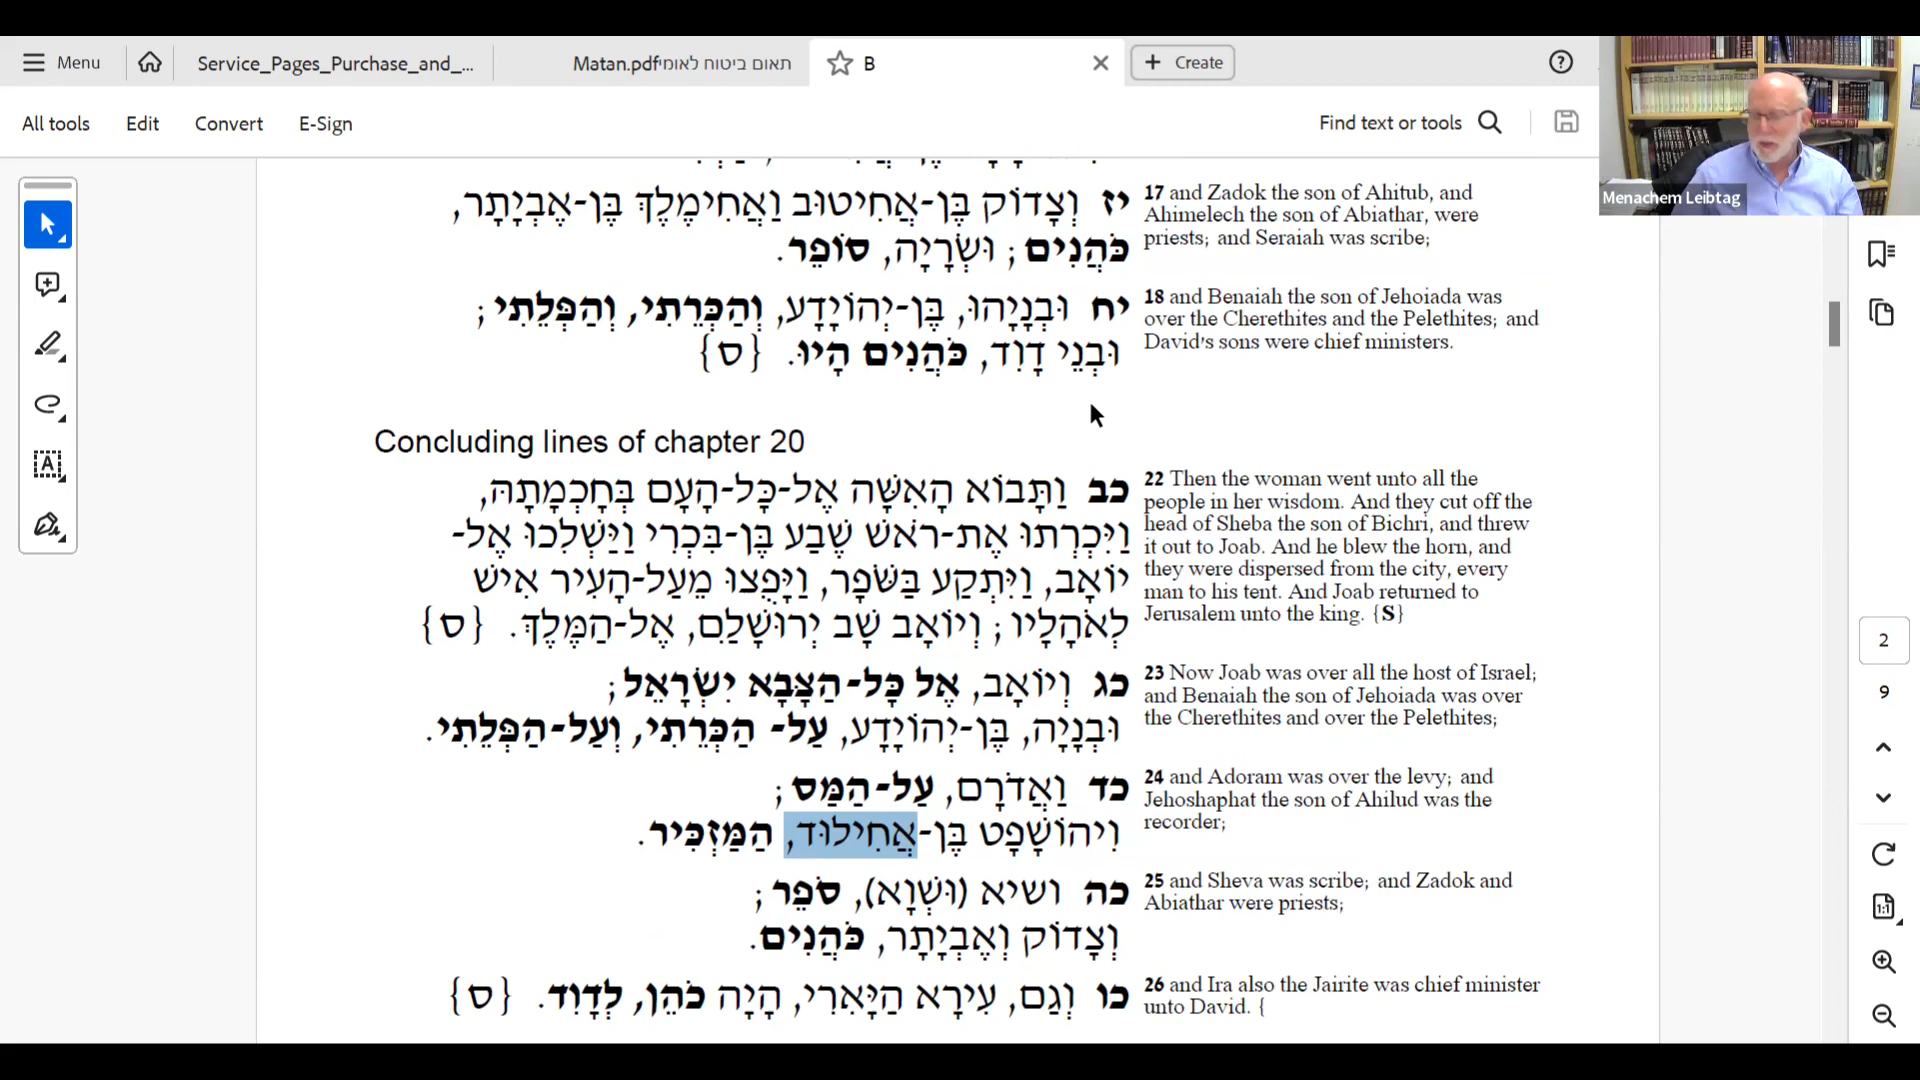 Menu
Service_Pages_Purchase_and_...
תאום ביטוח לאומיMatan.pdf
B
Create
All tools
Edit
Convert
E-Sign
Find text or tools
Menachem Leibtag
יז וְצָדוֹק בֶּן-אֲחִיטוּב וַאֲחִימֶלֶךְ בֶּן-אֶבְיָתָר,
כֹּהֲנִים ; וּשְׂרָיָה, סוֹפֵר.
17 and Zadok the son of Ahitub, and
Ahimelech the son of Abiathar, were
priests; and Seraiah was scribe;
יח וּבְנָיָהוּ, בֶּן-יְהוֹיָדָע, וְהַכְּרֵתִי, וְהַפְּלֵתִי ;
וּבְנֵי דָוִד, כֹּהֲנִים הָיוּ. {ס}
18 and Benaiah the son of Jehoiada was
over the Cherethites and the Pelethites; and
David's sons were chief ministers.
Concluding lines of chapter 20
כב וַתָּבוֹא הָאִשָּׁה אֶל-כָּל-הָעָם בְּחָכְמָתָהּ,
וַיִּכְרְתוּ אֶת-רֹאשׁ שֶׁבַע בֶּן-בִּכְרִי וַיַּשְׁלִכוּ אֶל-
יוֹאָב, וַיִּתְקַע בַּשֹּׁפָר, וַיָּפֻצוּ מֵעַל-הָעִיר אִישׁ
לְאֹהָלָיו ; וְיוֹאָב שָׁב יְרוּשָׁלִַם, אֶל-הַמֶּלֶךְ. {ס}
22 Then the woman went unto all the
people in her wisdom. And they cut off the
head of Sheba the son of Bichri, and threw
it out to Joab. And he blew the horn, and
they were dispersed from the city, every
man to his tent. And Joab returned to
Jerusalem unto the king. {S}
כג וְיוֹאָב, אֶל כָּל-הַצָּבָא יִשְׂרָאֵל ;
וּבְנָיָה, בֶּן-יְהוֹיָדָע, עַל- הַכְּרֵתִי, וְעַל-הַפְּלֵתִי.
23 Now Joab was over all the host of Israel;
and Benaiah the son of Jehoiada was over
the Cherethites and over the Pelethites;
כד וַאֲדֹרָם, עַל-הַמַּס ;
וִיהוֹשָׁפָט בֶּן-אֲחִילוּד, הַמַּזְכִּיר.
24 and Adoram was over the levy; and
Jehoshaphat the son of Ahilud was the
recorder;
כה ושיא (וּשְׁוָא), סֹפֵר ;
וְצָדוֹק וְאֶבְיָתָר, כֹּהֲנִים.
25 and Sheva was scribe; and Zadok and
Abiathar were priests;
כו וְגַם, עִירָא הַיָּאִרִי, הָיָה כֹהֵן, לְדָוִד. {ס}
26 and Ira also the Jairite was chief minister
unto David. {
2
9
1:1